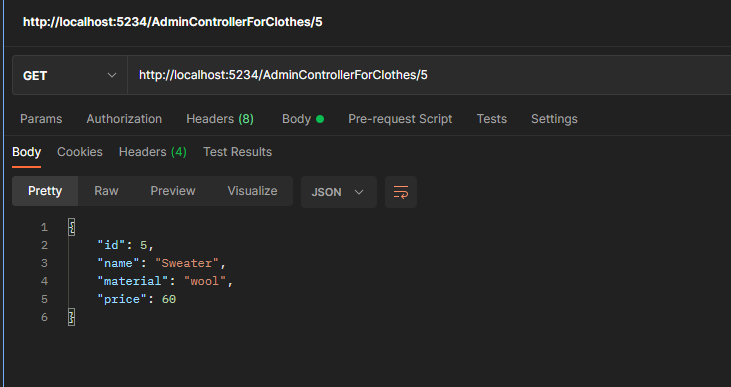 http://localhost:5234/AdminControllerForClothes/5
GET http://localhost:5234/AdminControllerForClothes/5
Params Authorization Headers (8) Body Pre-request Script Tests Settings
Body Cookies Headers (4) Test Results
Pretty Raw Preview Visualize JSON
1 {
2 "id": 5,
3 "name": "Sweater",
4 "material": "wool",
5 "price": 60
6 }